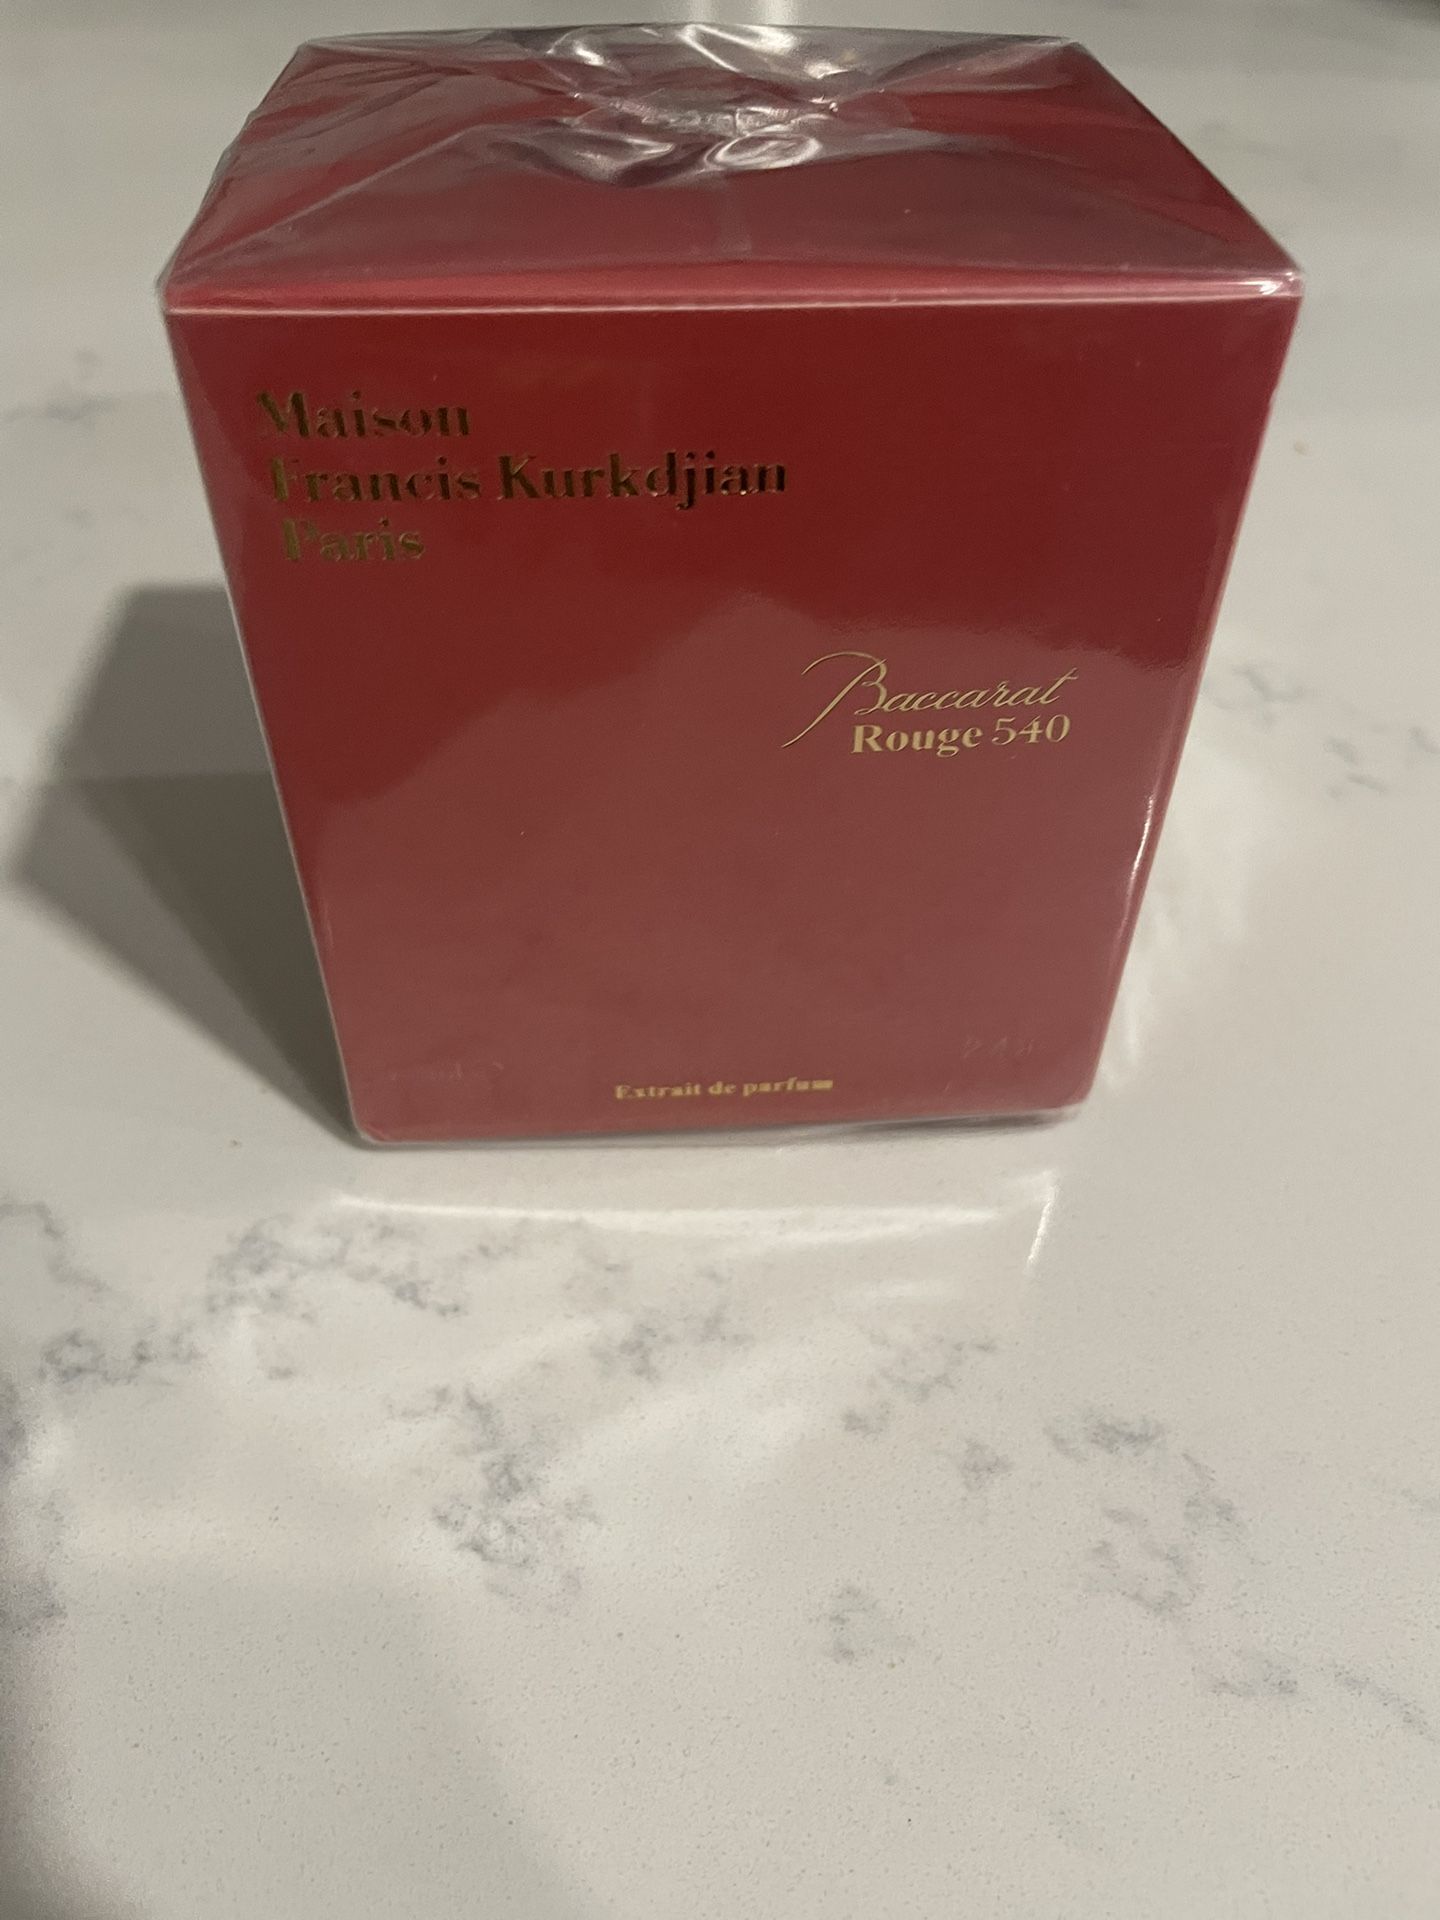 Maison
Francis Kurkdjian
Paris
Baccarat
Rouge 540
Extrait de parfum